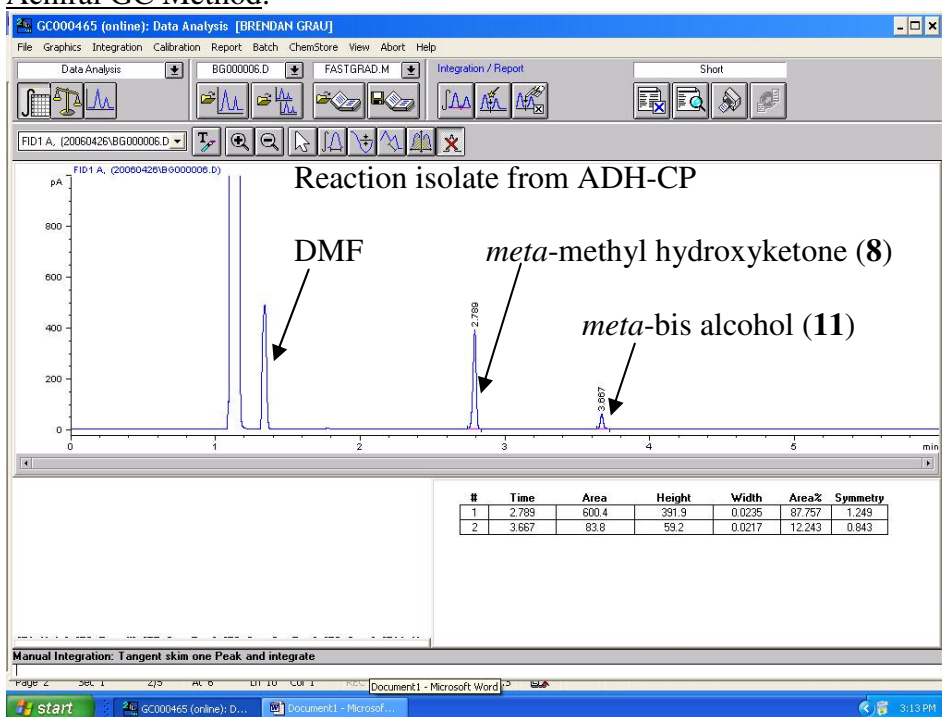 Achiral GC Method:
GC000465 (online): Data Analysis [BRENDAN GRAU]
File Graphics Integration Calibration Report Batch ChemStore View Abort Help
Data Analysis BG000006.D FASTGRAD.M Integration / Report Short
FID1 A, (20060426\BG000006.D
FID1 A, (20060426\BG000006.D)
pA
Reaction isolate from ADH-CP
800
DMF meta-methyl hydroxyketone (8)
600
meta-bis alcohol (11)
400
200
0
2.789
3.667
0 1 2 3 4 5 min
# Time Area Height Width Area% Symmetry
1 2.789 600.4 391.9 0.0235 87.757 1.249
2 3.667 83.8 59.2 0.0217 12.243 0.843
Manual Integration: Tangent skim one Peak and integrate
Page 2 Sec 1 2/5 At 6 Ln 10 Col 1 REC
Document1 - Microsoft Word
start GC000465 (online): D... Document1 - Microsof... 3:13 PM